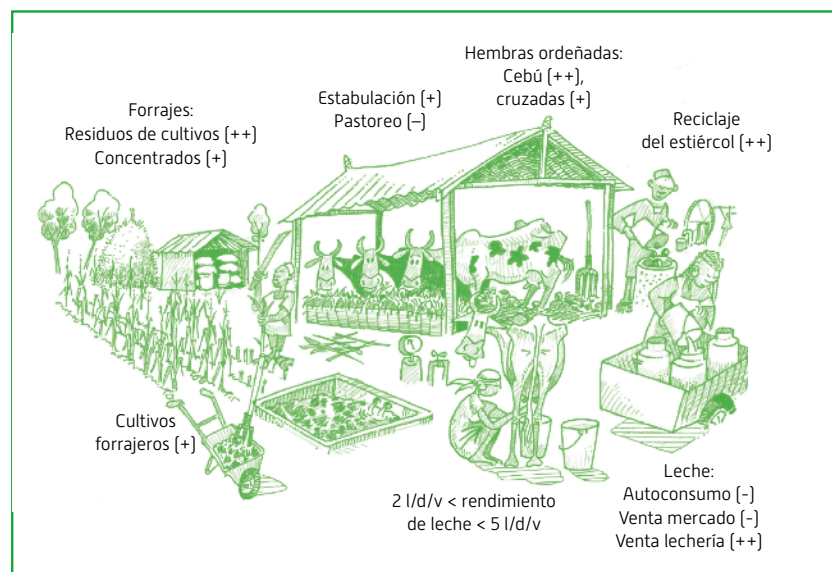 Hembras ordeñadas:
Cebú (++),
cruzadas (+)
Estabulación (+)
Pastoreo (–)
Forrajes:
Residuos de cultivos (++)
Concentrados (+)
Reciclaje
del estiércol (++)
Cultivos
forrajeros (+)
2 l/d/v < rendimiento
de leche < 5 l/d/v
Leche:
Autoconsumo (-)
Venta mercado (-)
Venta lechería (++)